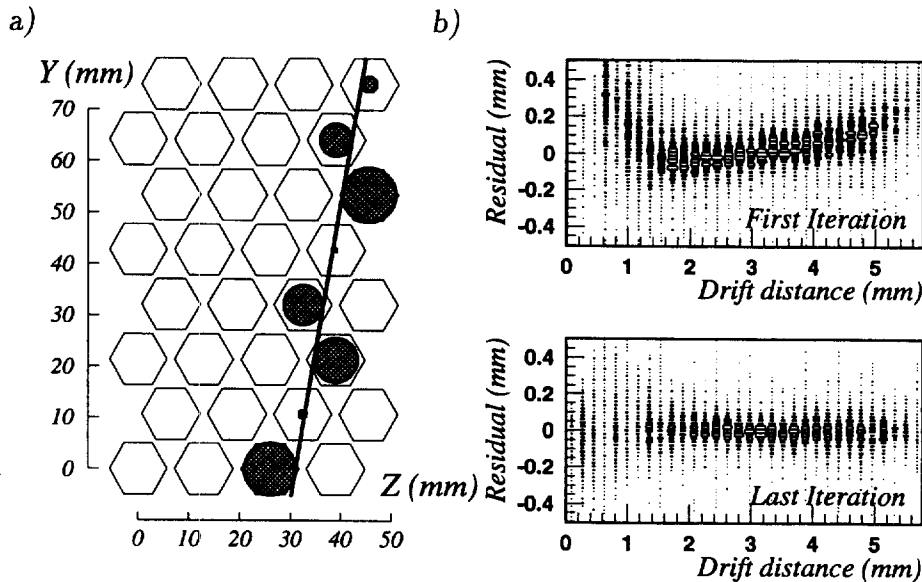 a)
Y (mm)
70
60
50
40
30
20
10
0
Z (mm)
0 10 20 30 40 50
b)
Residual (mm)
0.4
0.2
0
-0.2
-0.4
First Iteration
0 1 2 3 4 5
Drift distance (mm)
Residual (mm)
0.4
0.2
0
-0.2
-0.4
Last Iteration
0 1 2 3 4 5
Drift distance (mm)